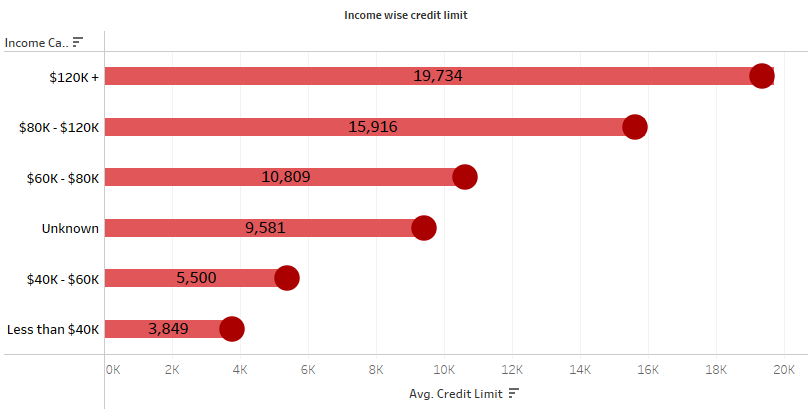 Income wise credit limit
Income Ca..
$120K +
19,734
$80K - $120K
15,916
$60K - $80K
10,809
Unknown
9,581
$40K - $60K
5,500
Less than $40K
3,849
0K 2K 4K 6K 8K 10K 12K 14K 16K 18K 20K
Avg. Credit Limit